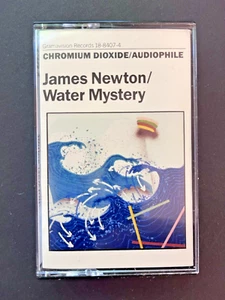 Gramavision Records 18-8407-4
CHROMIUM DIOXIDE/AUDIOPHILE
James Newton/
Water Mystery